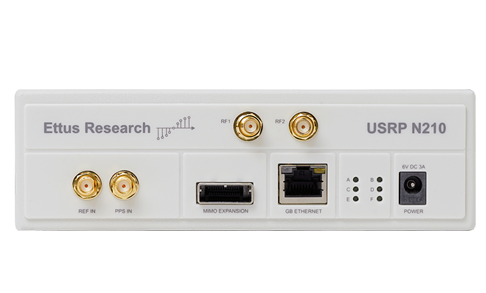 Ettus Research
RF1
RF2
USRP N210
REF IN
PPS IN
MIMO EXPANSION
GB ETHERNET
A B
C D
E F
6V DC 3A
POWER